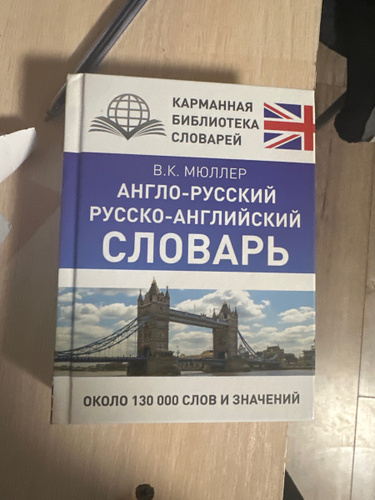 КАРМАННАЯ
БИБЛИОТЕКА
СЛОВАРЕЙ
В.К. МЮЛЛЕР
АНГЛО-РУССКИЙ
РУССКО-АНГЛИЙСКИЙ
СЛОВАРЬ
ОКОЛО 130 000 СЛОВ И ЗНАЧЕНИЙ